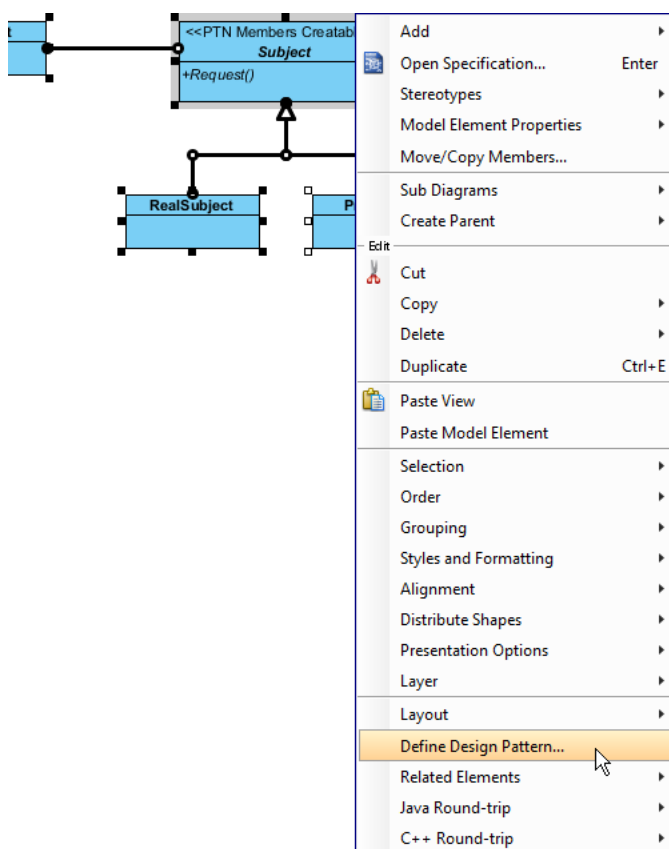 t
<<PTN Members Creatab
Subject
+Request()
RealSubject
P
Add
Open Specification... Enter
Stereotypes
Model Element Properties
Move/Copy Members...
Sub Diagrams
Create Parent
Edit
Cut
Copy
Delete
Duplicate Ctrl+E
Paste View
Paste Model Element
Selection
Order
Grouping
Styles and Formatting
Alignment
Distribute Shapes
Presentation Options
Layer
Layout
Define Design Pattern...
Related Elements
Java Round-trip
C++ Round-trip